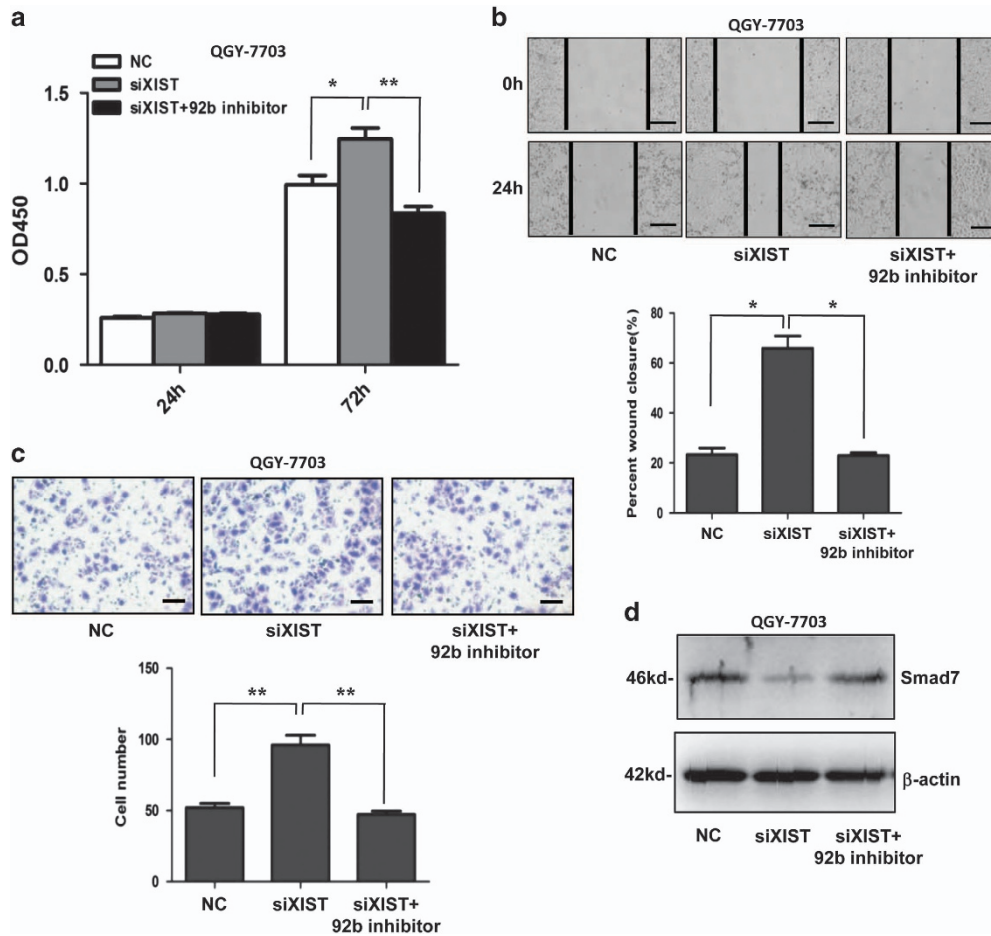 a
QGY-7703
NC
siXIST
siXIST+92b inhibitor
OD450
1.5
1.0
0.5
0.0
*
**
24h
72h
b
QGY-7703
0h
24h
NC
siXIST
siXIST+
92b inhibitor
Percent wound closure(%)
80
60
40
20
0
*
*
NC
siXIST
siXIST+
92b inhibitor
c
QGY-7703
NC
siXIST
siXIST+
92b inhibitor
Cell number
150
100
50
0
**
**
NC
siXIST
siXIST+
92b inhibitor
d
QGY-7703
46kd-
Smad7
42kd-
β-actin
NC
siXIST
siXIST+
92b inhibitor